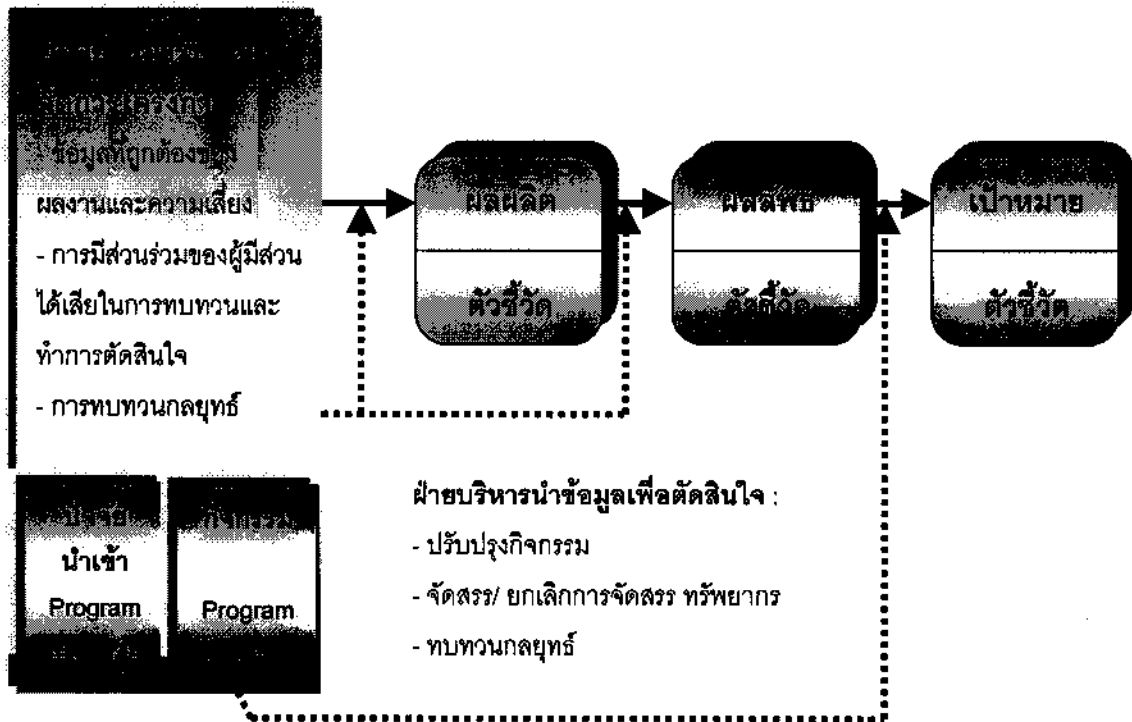 ข้อมูลที่ถูกต้องของ
ผลงานและความเสี่ยง
- การมีส่วนร่วมของผู้มีส่วน
ได้เสียในการทบทวนและ
ทำการตัดสินใจ
- การทบทวนกลยุทธ์
ผลผลิต
ตัวชี้วัด
ผลลัพธ์
ตัวชี้วัด
เป้าหมาย
ตัวชี้วัด
ปัจจัย
นำเข้า
Program
กิจกรรม
Program
ฝ่ายบริหารนำข้อมูลเพื่อตัดสินใจ :
- ปรับปรุงกิจกรรม
- จัดสรร/ ยกเลิกการจัดสรร ทรัพยากร
- ทบทวนกลยุทธ์